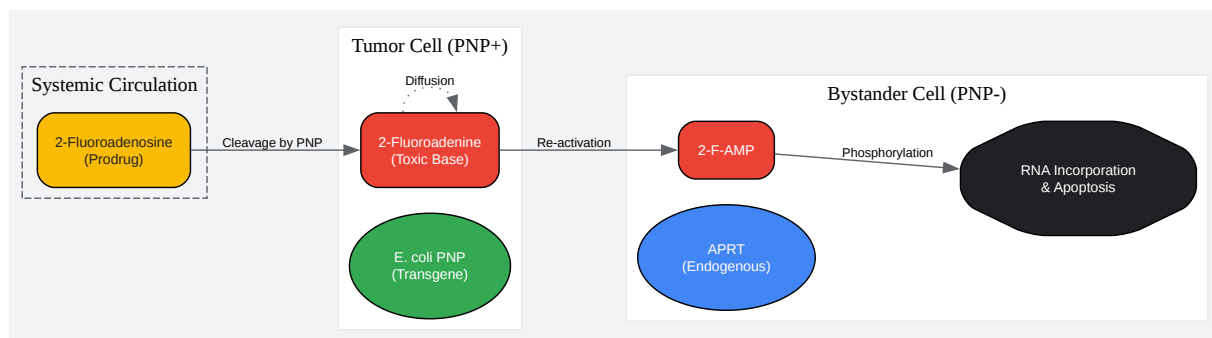 Systemic Circulation
2-Fluoroadenosine
(Prodrug)
Cleavage by PNP
Tumor Cell (PNP+)
Diffusion
2-Fluoroadenine
(Toxic Base)
E. coli PNP
(Transgene)
Re-activation
Bystander Cell (PNP-)
2-F-AMP
Phosphorylation
RNA Incorporation
& Apoptosis
APRT
(Endogenous)